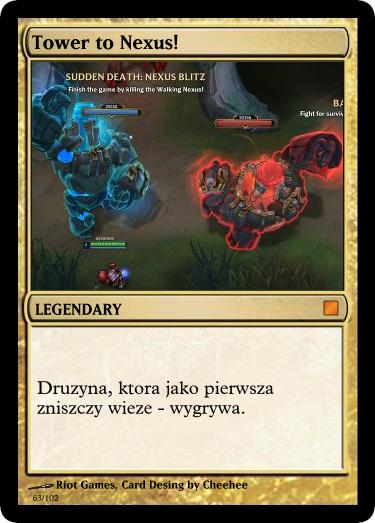 Tower to Nexus!
SUDDEN DEATH: NEXUS BLITZ
Finish the game by killing the Walking Nexus!
BA
Fight for surviv
LEGENDARY
Druzyna, ktora jako pierwsza
zniszczy wieze - wygrywa.
Riot Games, Card Desing by Cheehee
63/102